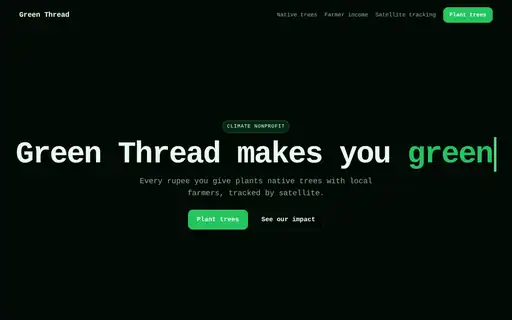 Green Thread
Native trees Farmer income Satellite tracking Plant trees
CLIMATE NONPROFIT
Green Thread makes you green
Every rupee you give plants native trees with local
farmers, tracked by satellite.
Plant trees See our impact